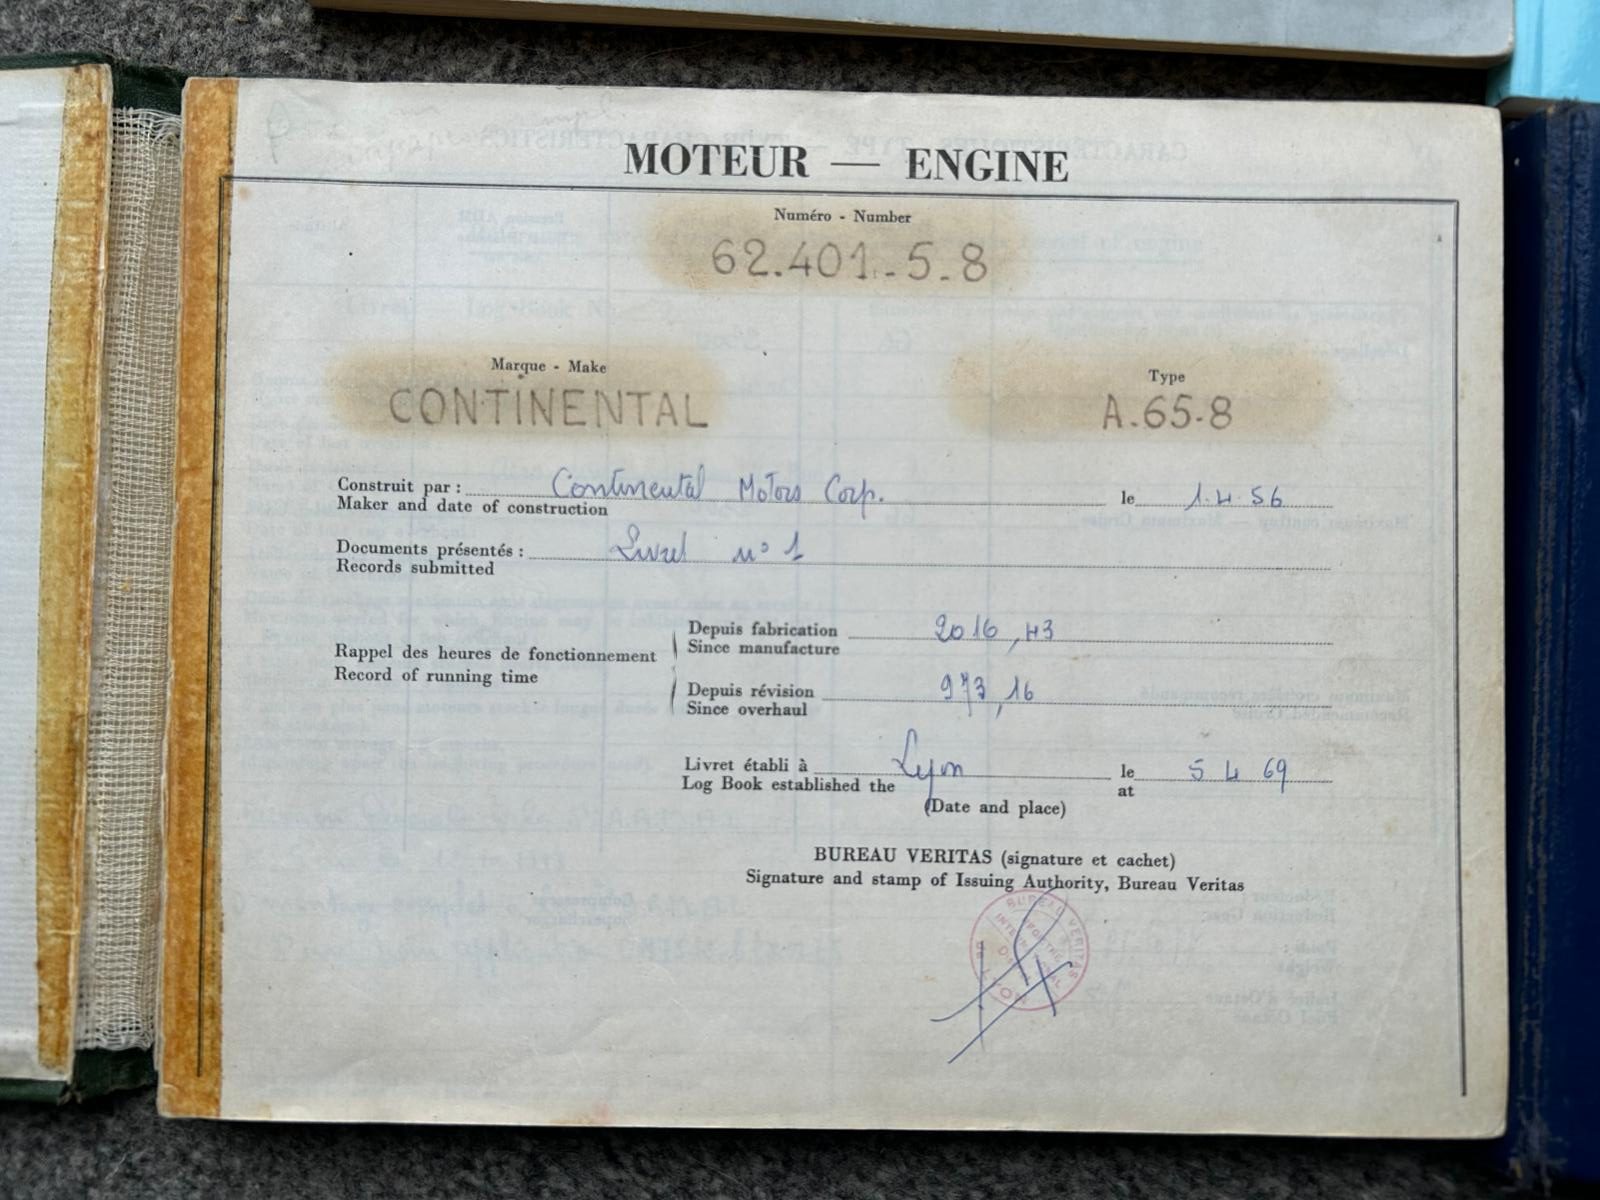 MOTEUR — ENGINE
Numéro - Number
62.401.5.8
Marque - Make
CONTINENTAL
Type
A.65-8
Construit par : Continental Motors Corp. le 1.4.56
Maker and date of construction
Documents présentés : Livret n° 1
Records submitted
Rappel des heures de fonctionnement
Record of running time
Depuis fabrication 2016,43
Since manufacture
Depuis révision 973,16
Since overhaul
Livret établi à Lyon le 5 4 69
Log Book established the at
(Date and place)
BUREAU VERITAS (signature et cachet)
Signature and stamp of Issuing Authority, Bureau Veritas
BUREAU VERITAS
LYON